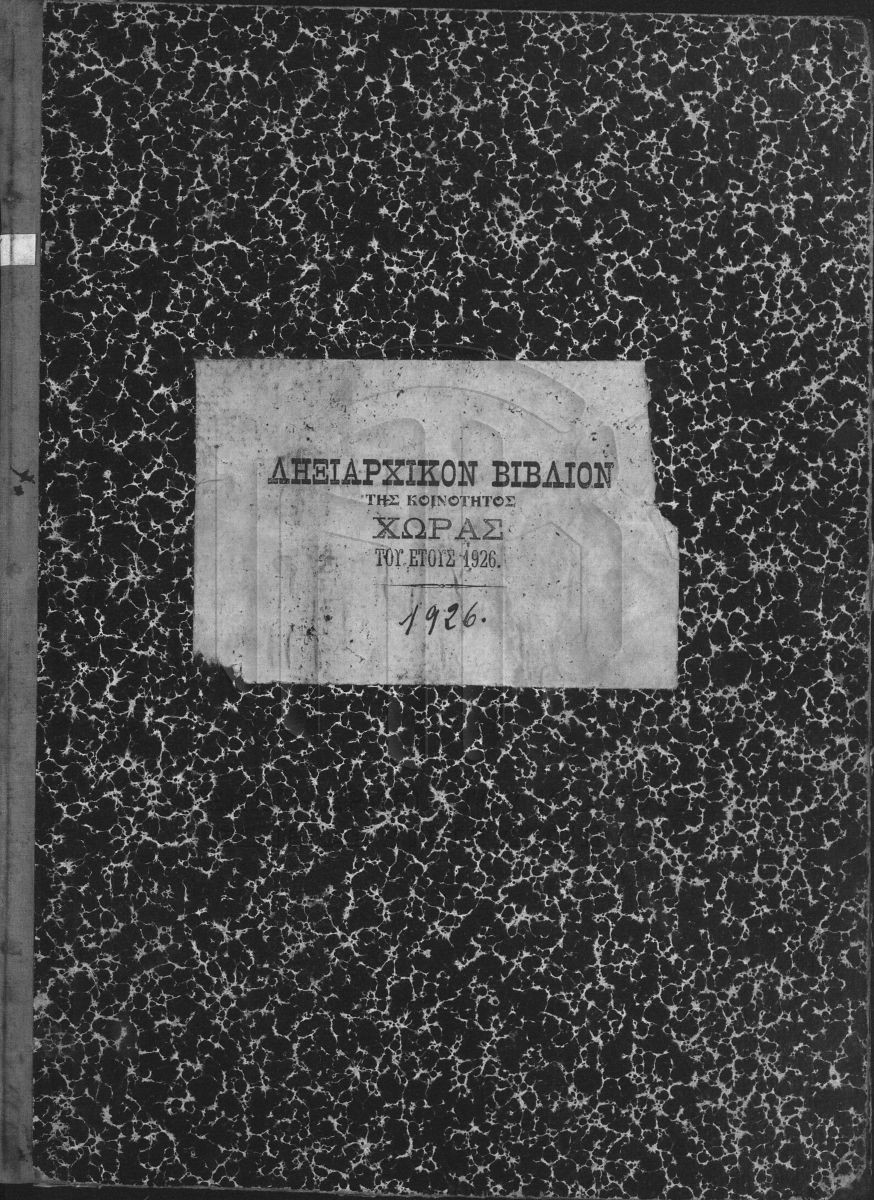 ΛΗΞΙΑΡΧΙΚΟΝ ΒΙΒΛΙΟΝ
ΤΗΣ ΚΟΙΝΟΤΗΤΟΣ
ΧΩΡΑΣ
ΤΟΥ ΕΤΟΥΣ 1926.
1926.